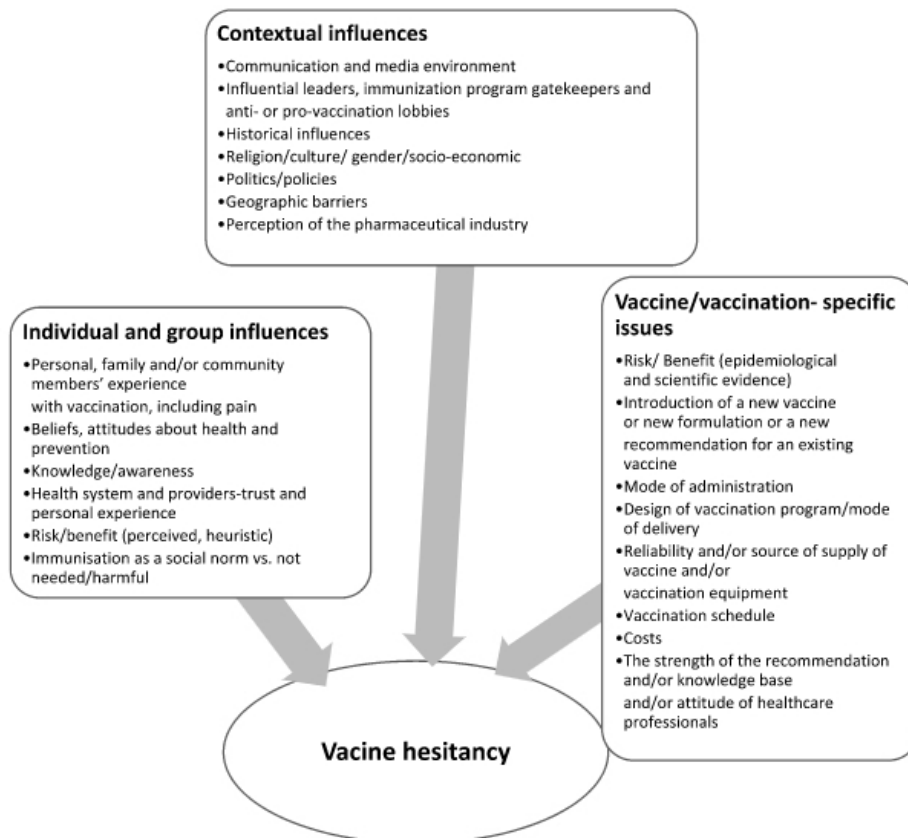 Contextual influences
•Communication and media environment
•Influential leaders, immunization program gatekeepers and
anti- or pro-vaccination lobbies
•Historical influences
•Religion/culture/ gender/socio-economic
•Politics/policies
•Geographic barriers
•Perception of the pharmaceutical industry
Individual and group influences
•Personal, family and/or community
members’ experience
with vaccination, including pain
•Beliefs, attitudes about health and
prevention
•Knowledge/awareness
•Health system and providers-trust and
personal experience
•Risk/benefit (perceived, heuristic)
•Immunisation as a social norm vs. not
needed/harmful
Vaccine/vaccination- specific
issues
•Risk/ Benefit (epidemiological
and scientific evidence)
•Introduction of a new vaccine
or new formulation or a new
recommendation for an existing
vaccine
•Mode of administration
•Design of vaccination program/mode
of delivery
•Reliability and/or source of supply of
vaccine and/or
vaccination equipment
•Vaccination schedule
•Costs
•The strength of the recommendation
and/or knowledge base
and/or attitude of healthcare
professionals
Vacine hesitancy